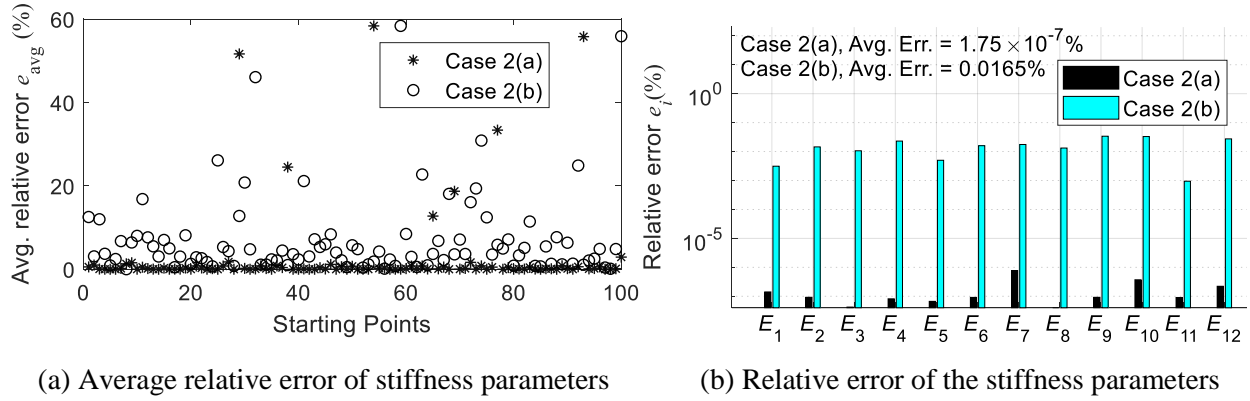 Avg. relative error e_avg (%)
60
40
20
0
0 20 40 60 80 100
Starting Points
Case 2(a)
Case 2(b)
(a) Average relative error of stiffness parameters
Relative error e_i (%)
10^0
10^-5
Case 2(a), Avg. Err. = 1.75 × 10^-7%
Case 2(b), Avg. Err. = 0.0165%
Case 2(a)
Case 2(b)
E_1 E_2 E_3 E_4 E_5 E_6 E_7 E_8 E_9 E_10 E_11 E_12
(b) Relative error of the stiffness parameters